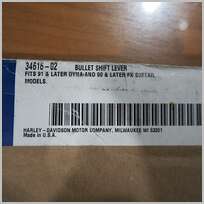 34616-02 BULLET SHIFT LEVER
FITS 91 & LATER DYNA AND 90 & LATER FX SOFTAIL
MODELS.
HARLEY-DAVIDSON MOTOR COMPANY, MILWAUKEE WI 53201
Made in U.S.A.